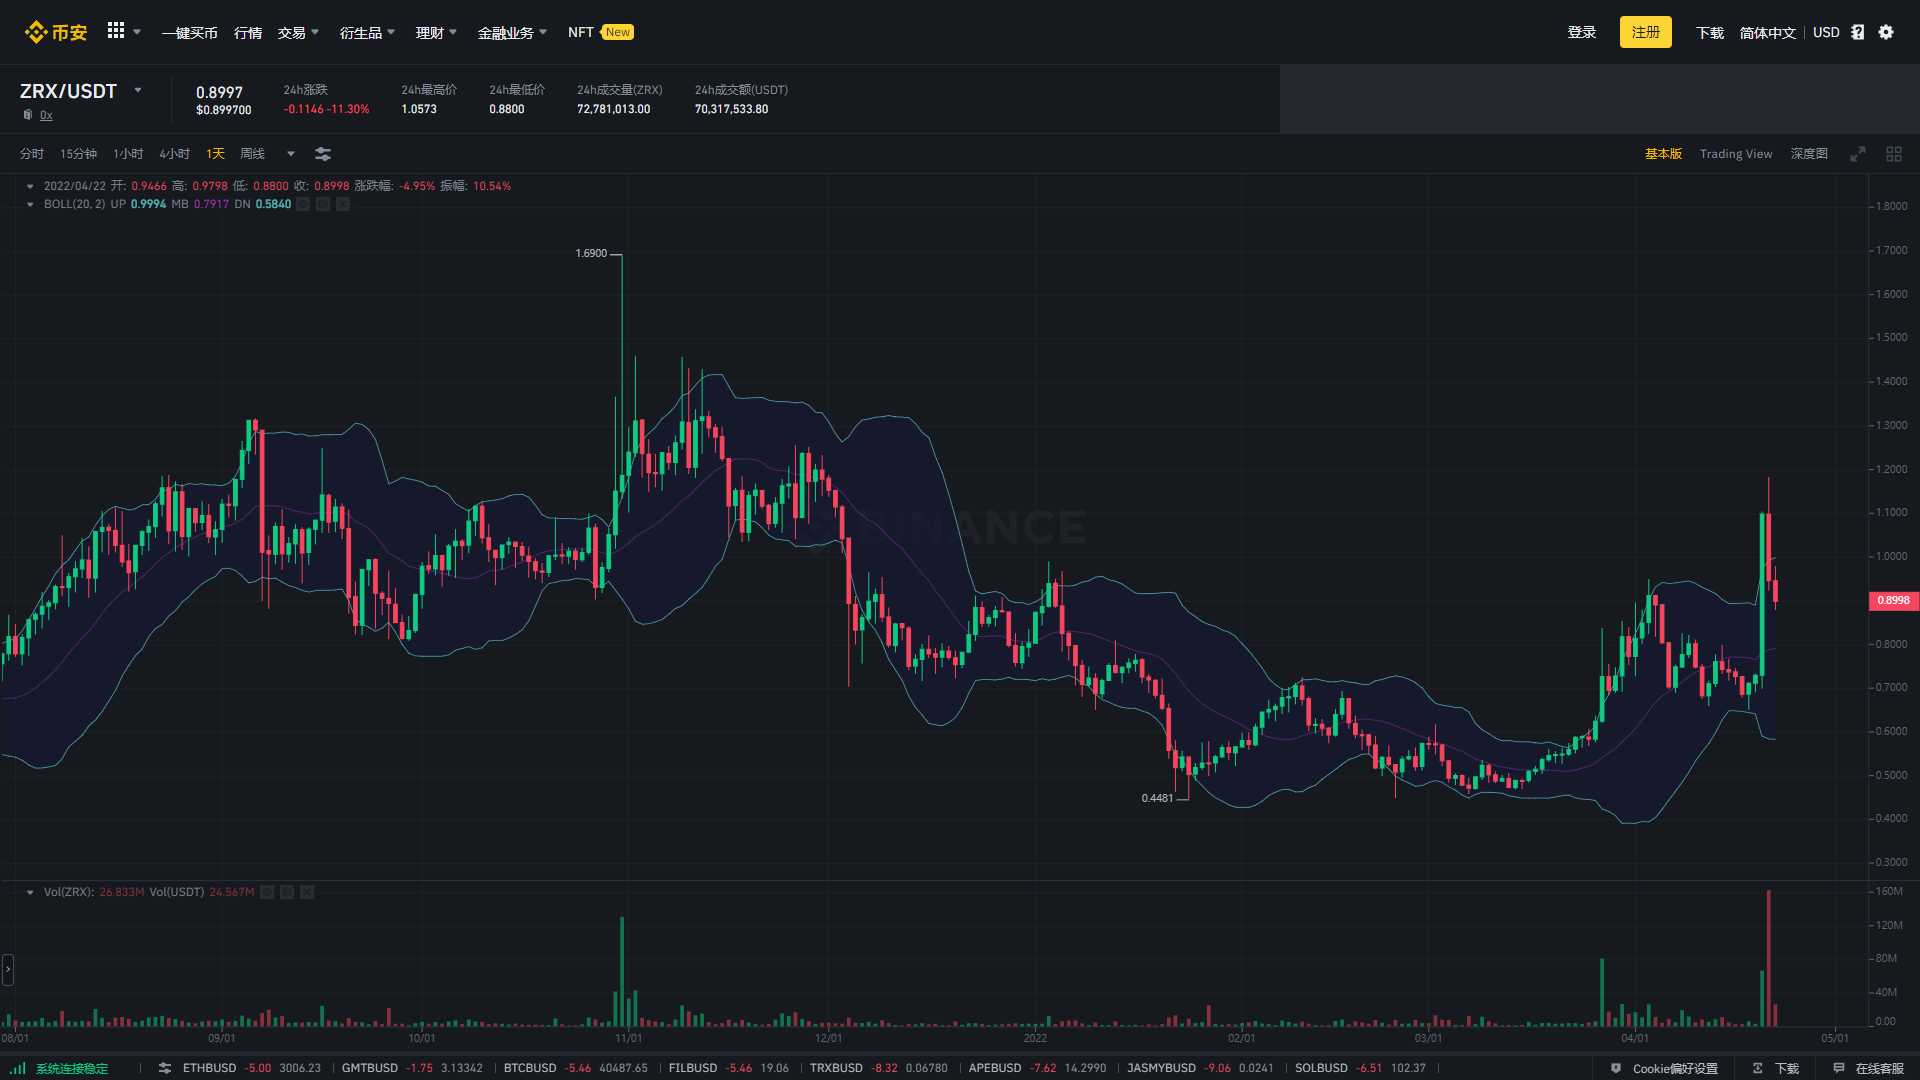 币安 一键买币 行情 交易 衍生品 理财 金融业务 NFT New 登录 注册 下载 简体中文 USD
ZRX/USDT 0.8997 24h涨跌 24h最高价 24h最低价 24h成交量(ZRX) 24h成交额(USDT)
0x $0.899700 -0.1146 -11.30% 1.0573 0.8800 72,781,013.00 70,317,533.80
分时 15分钟 1小时 4小时 1天 周线 基本版 Trading View 深度图
2022/04/22 开: 0.9466 高: 0.9798 低: 0.8800 收: 0.8998 涨跌幅: -4.95% 振幅: 10.54%
BOLL(20, 2) UP 0.9994 MB 0.7917 DN 0.5840
1.8000
1.7000
1.6900
1.6000
1.5000
1.4000
1.3000
1.2000
1.1000
BINANCE
1.0000
0.8998
0.8000
0.7000
0.6000
0.5000
0.4481
0.4000
0.3000
Vol(ZRX): 26.833M Vol(USDT) 24.567M
160M
120M
80M
40M
0.00
08/01 09/01 10/01 11/01 12/01 2022 02/01 03/01 04/01 05/01
系统连接稳定 ETHBUSD -5.00 3006.23 GMTBUSD -1.75 3.13342 BTCBUSD -5.46 40487.65 FILBUSD -5.46 19.06 TRXBUSD -8.32 0.06780 APEBUSD -7.62 14.2990 JASMYBUSD -9.06 0.0241 SOLBUSD -6.51 102.37 Cookie偏好设置 下载 在线客服